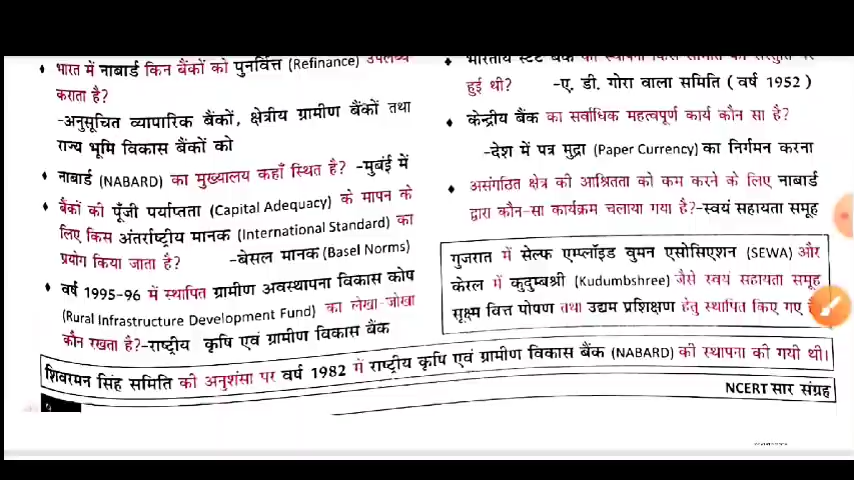 भारत में नाबार्ड किन बैंकों को पुनर्वित्त (Refinance) उपलब्ध
कराता है?
-अनुसूचित व्यापारिक बैंकों, क्षेत्रीय ग्रामीण बैंकों तथा
राज्य भूमि विकास बैंकों को
नाबार्ड (NABARD) का मुख्यालय कहाँ स्थित है? -मुबंई में
बैंकों की पूँजी पर्याप्तता (Capital Adequacy) के मापन के
लिए किस अंतर्राष्ट्रीय मानक (International Standard) का
प्रयोग किया जाता है? -बेसल मानक (Basel Norms)
वर्ष 1995-96 में स्थापित ग्रामीण अवस्थापना विकास कोप
(Rural Infrastructure Development Fund) का लेखा-जोखा
कौन रखता है?-राष्ट्रीय कृषि एवं ग्रामीण विकास बैंक
भारतीय स्टेट बैंक की स्थापना किस समिति की संस्तुति पर
हुई थी? -ए. डी. गोरा वाला समिति ( वर्ष 1952)
केन्द्रीय बैंक का सर्वाधिक महत्वपूर्ण कार्य कौन सा है?
-देश में पत्र मुद्रा (Paper Currency) का निर्गमन करना
असंगठित क्षेत्र की आश्रितता को कम करने के लिए नाबार्ड
द्वारा कौन-सा कार्यक्रम चलाया गया है?-स्वयं सहायता समूह
गुजरात में सेल्फ एम्प्लॉइड वुमन एसोसिएशन (SEWA) और
केरल में कुदुम्बश्री (Kudumbshree) जैसे स्वयं सहायता समूह
सूक्ष्म वित्त पोषण तथा उद्यम प्रशिक्षण हेतु स्थापित किए गए
शिवरमन सिंह समिति की अनुशंसा पर वर्ष 1982 में राष्ट्रीय कृषि एवं ग्रामीण विकास बैंक (NABARD) की स्थापना की गयी थी।
NCERT सार संग्रह